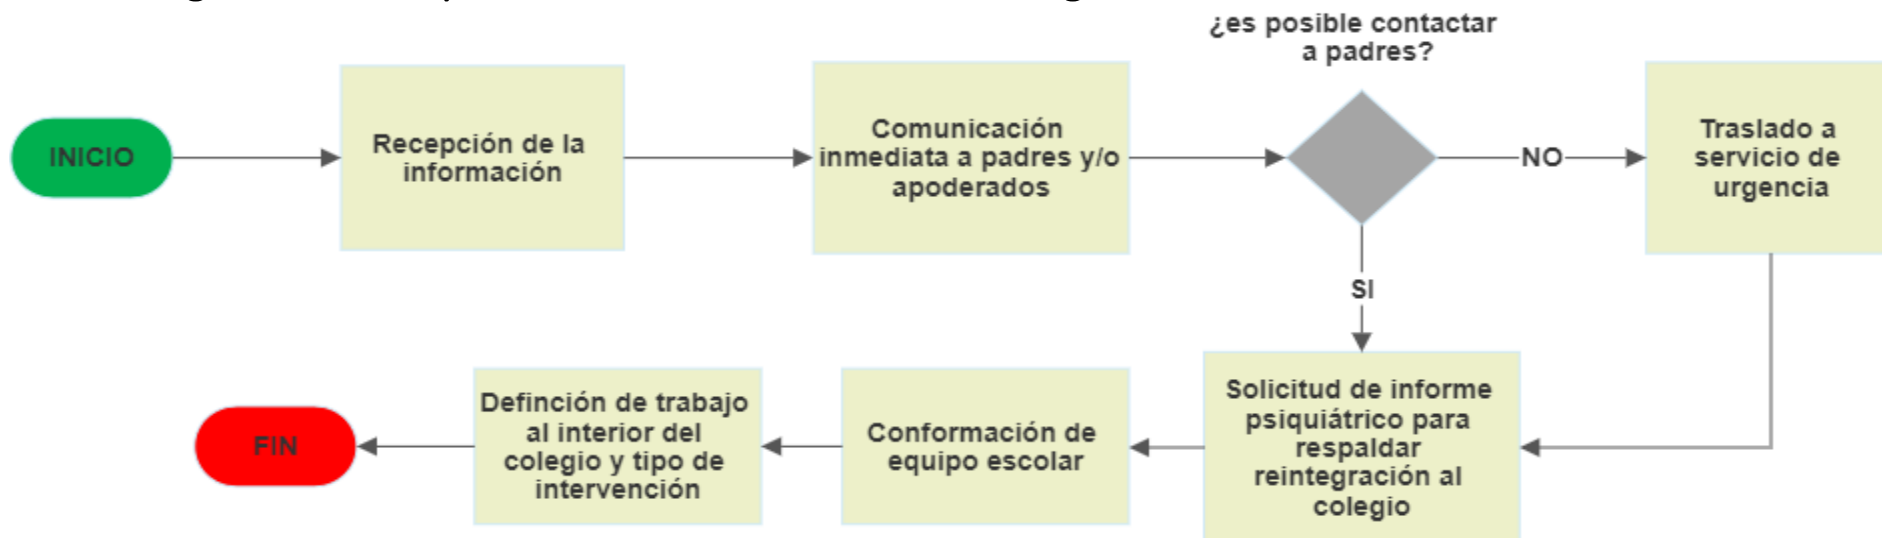 ¿es posible contactar
a padres?
INICIO
Recepción de la
información
Comunicación
inmediata a padres y/o
apoderados
NO
Traslado a
servicio de
urgencia
SI
FIN
Definción de trabajo
al interior del
colegio y tipo de
intervención
Conformación de
equipo escolar
Solicitud de informe
psiquiátrico para
respaldar
reintegración al
colegio